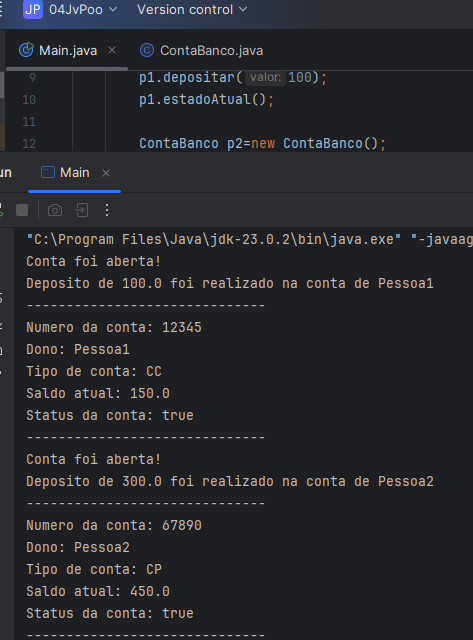 JP 04JvPoo Version control
Main.java × ContaBanco.java
9 p1.depositar( valor: 100);
10 p1.estadoAtual();
11
12 ContaBanco p2=new ContaBanco();
un Main ×
"C:\Program Files\Java\jdk-23.0.2\bin\java.exe" "-javaag
Conta foi aberta!
Deposito de 100.0 foi realizado na conta de Pessoa1
------------------------------
Numero da conta: 12345
Dono: Pessoa1
Tipo de conta: CC
Saldo atual: 150.0
Status da conta: true
------------------------------
Conta foi aberta!
Deposito de 300.0 foi realizado na conta de Pessoa2
------------------------------
Numero da conta: 67890
Dono: Pessoa2
Tipo de conta: CP
Saldo atual: 450.0
Status da conta: true
------------------------------